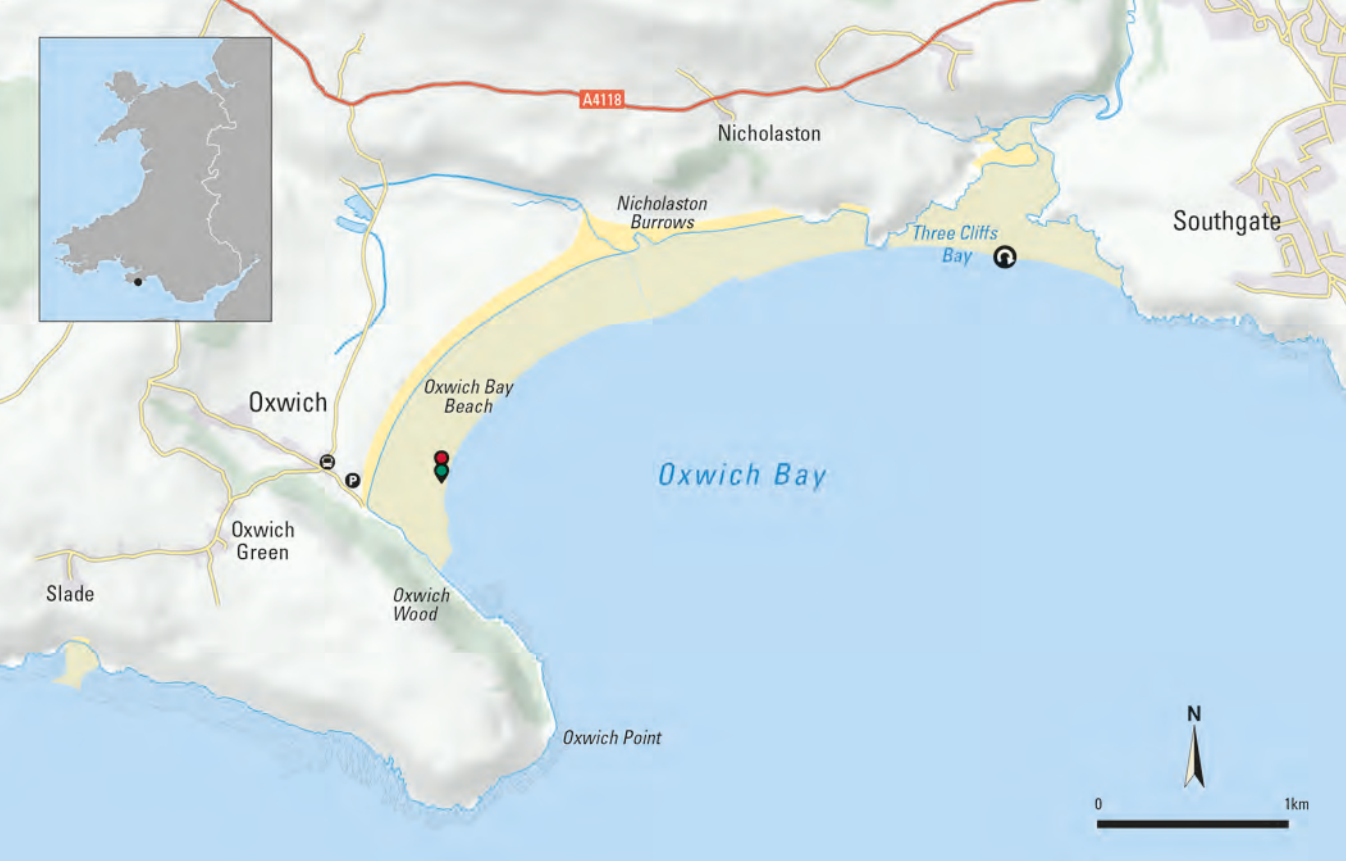 A4118
Nicholaston
Nicholaston
Burrows
Southgate
Three Cliffs
Bay
Oxwich Bay
Beach
Oxwich
P
Oxwich Bay
Oxwich
Green
Slade
Oxwich
Wood
Oxwich Point
N
0 1km